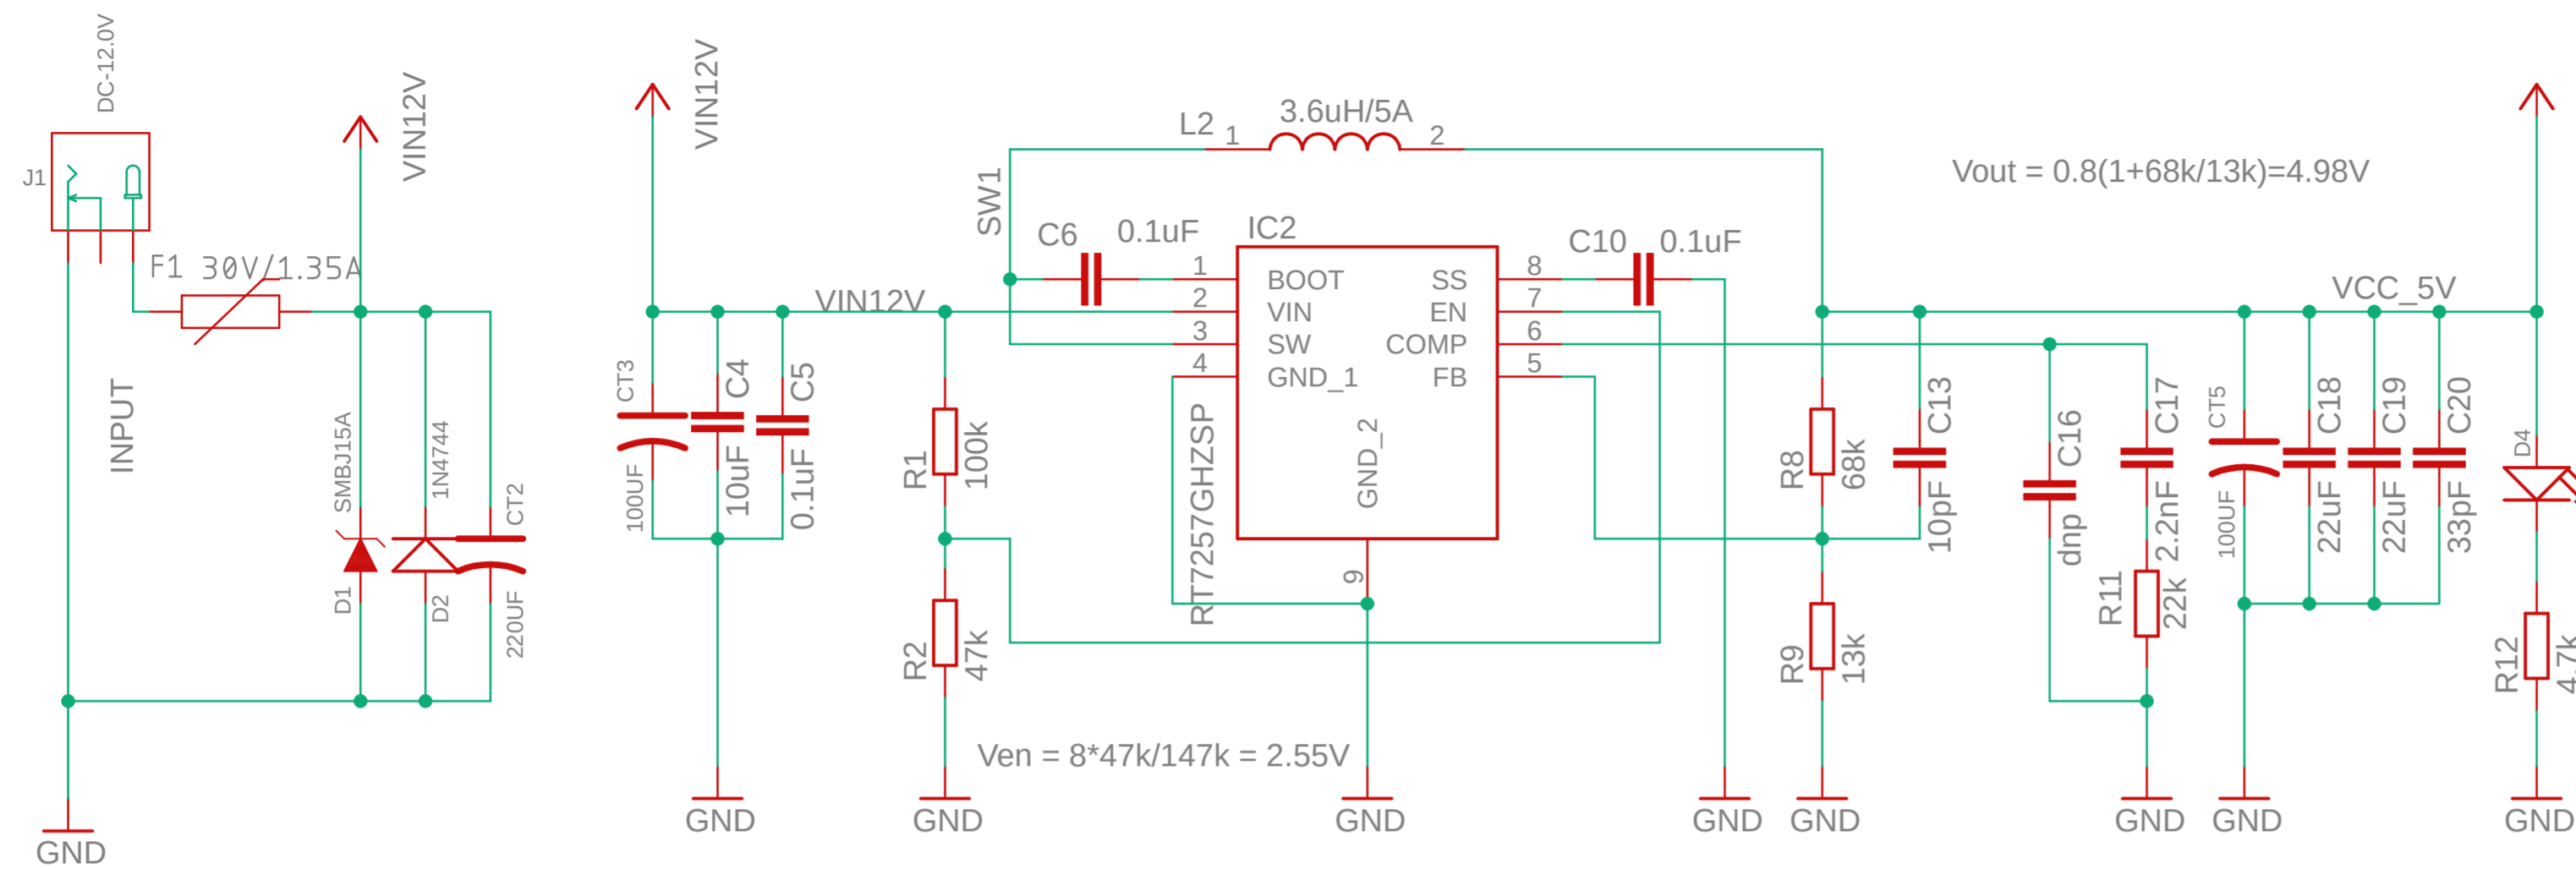 DC-12.0V
J1
F1 30V/1.35A
VIN12V
INPUT
SMBJ15A
D1
1N4744
D2
CT2
220UF
GND
VIN12V
VIN12V
CT3
100UF
C4
10uF
C5
0.1uF
GND
R1
100k
R2
47k
GND
SW1
L2
1
3.6uH/5A
2
C6
0.1uF
IC2
1
2
3
4
BOOT
VIN
SW
GND_1
SS
EN
COMP
FB
8
7
6
5
GND_2
9
RT7257GHZSP
Ven = 8*47k/147k = 2.55V
GND
C10
0.1uF
GND
Vout = 0.8(1+68k/13k)=4.98V
R8
68k
R9
13k
GND
C13
10pF
C16
dnp
C17
2.2nF
R11
22k
GND
VCC_5V
CT5
100UF
C18
22uF
C19
22uF
C20
33pF
GND
D4
R12
4.7k
GND